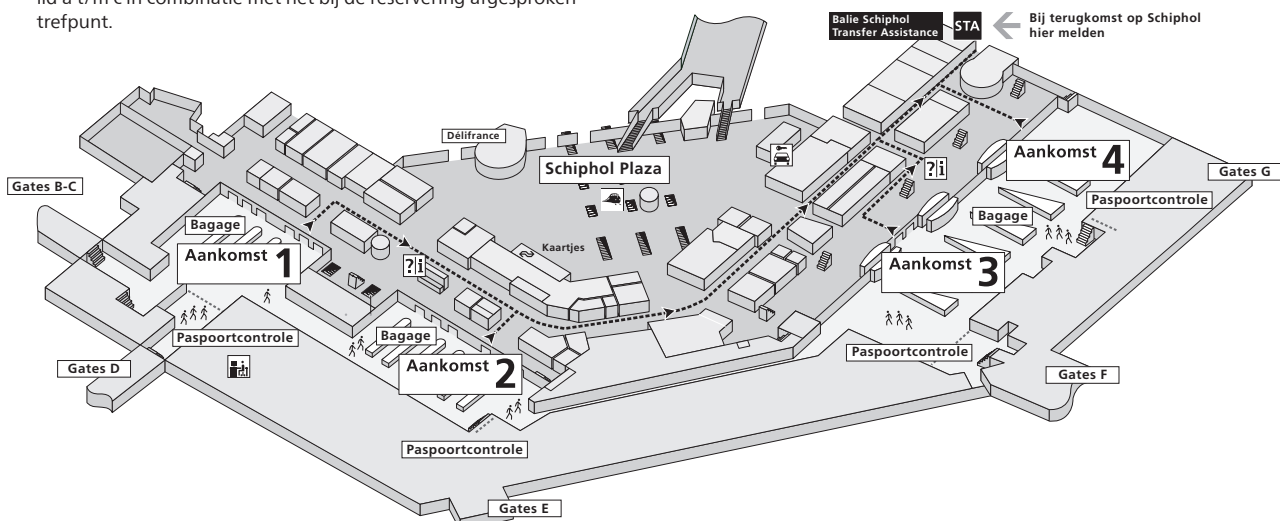 lid a t/m c in combinatie met het bij de reservering afgesproken
trefpunt.
Balie Schiphol
Transfer Assistance
STA
Bij terugkomst op Schiphol
hier melden
Délifrance
Schiphol Plaza
Aankomst 4
?i
Gates G
Gates B-C
Paspoortcontrole
Bagage
Bagage
Aankomst 1
Kaartjes
?i
Aankomst 3
Paspoortcontrole
Bagage
Paspoortcontrole
Aankomst 2
Gates D
Gates F
Paspoortcontrole
Gates E